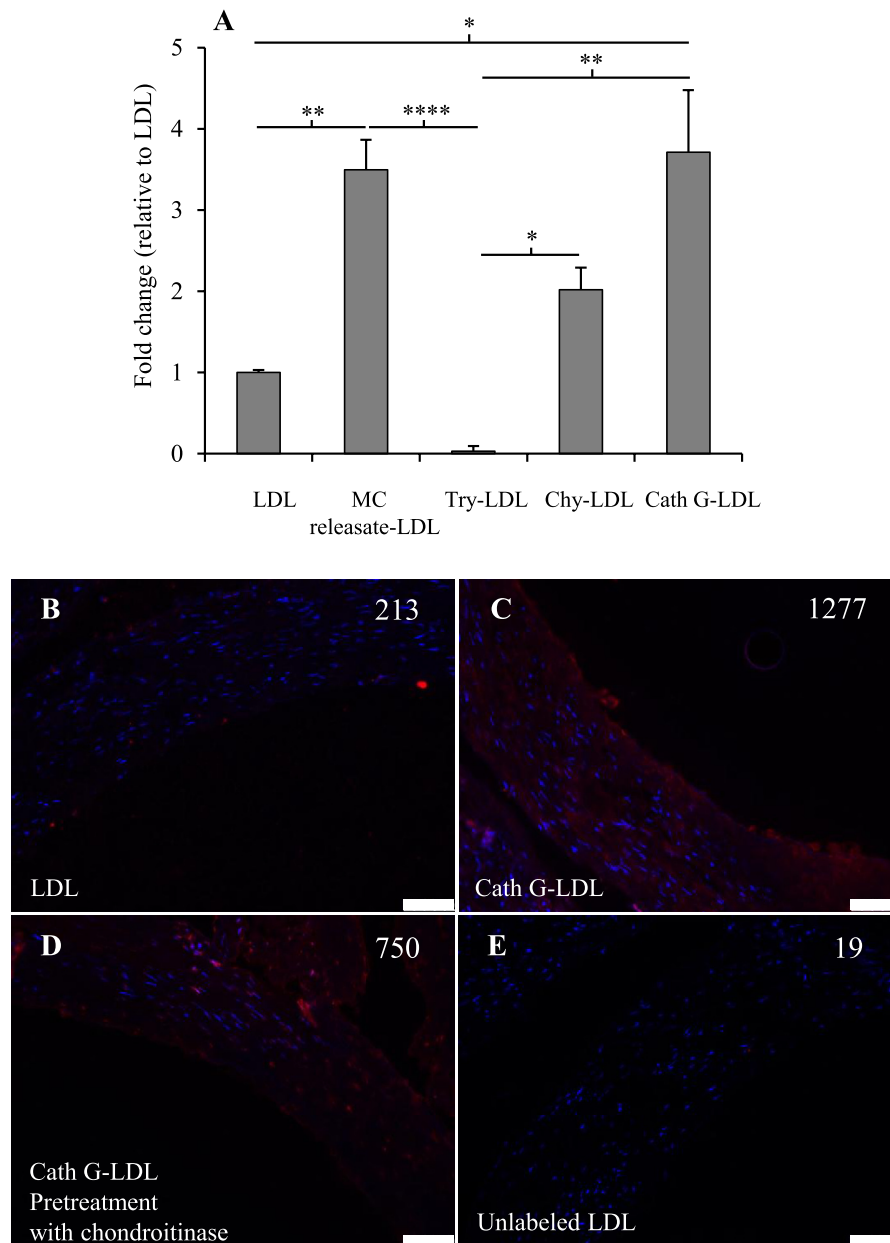 A
*
5
**
4
**
****
3
*
2
1
0
Fold change (relative to LDL)
LDL
MC
releasate-LDL
Try-LDL
Chy-LDL
Cath G-LDL
B
213
LDL
C
1277
Cath G-LDL
D
750
Cath G-LDL
Pretreatment
with chondroitinase
E
19
Unlabeled LDL